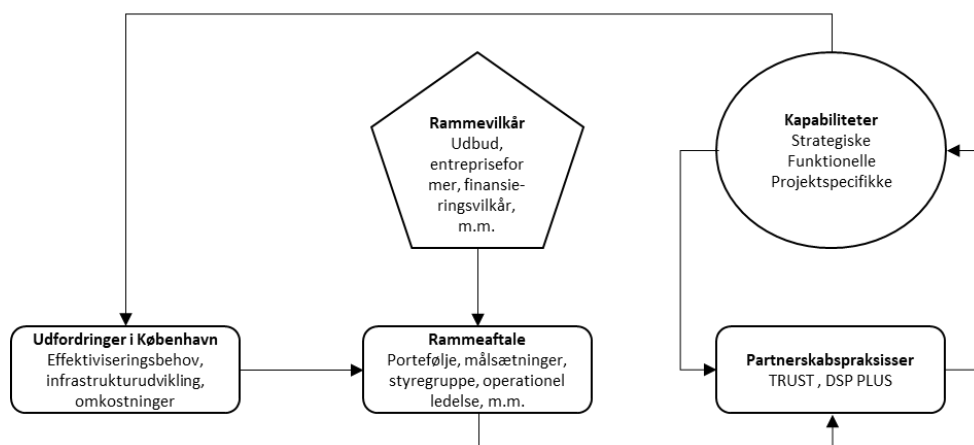 Rammevilkår
Udbud,
entreprisefor
mer, finansie-
ringsvilkår,
m.m.
Kapabiliteter
Strategiske
Funktionelle
Projektspecifikke
Udfordringer i København
Effektiviseringsbehov,
infrastrukturudvikling,
omkostninger
Rammeaftale
Portefølje, målsætninger,
styregruppe, operationel
ledelse, m.m.
Partnerskabspraksisser
TRUST , DSP PLUS